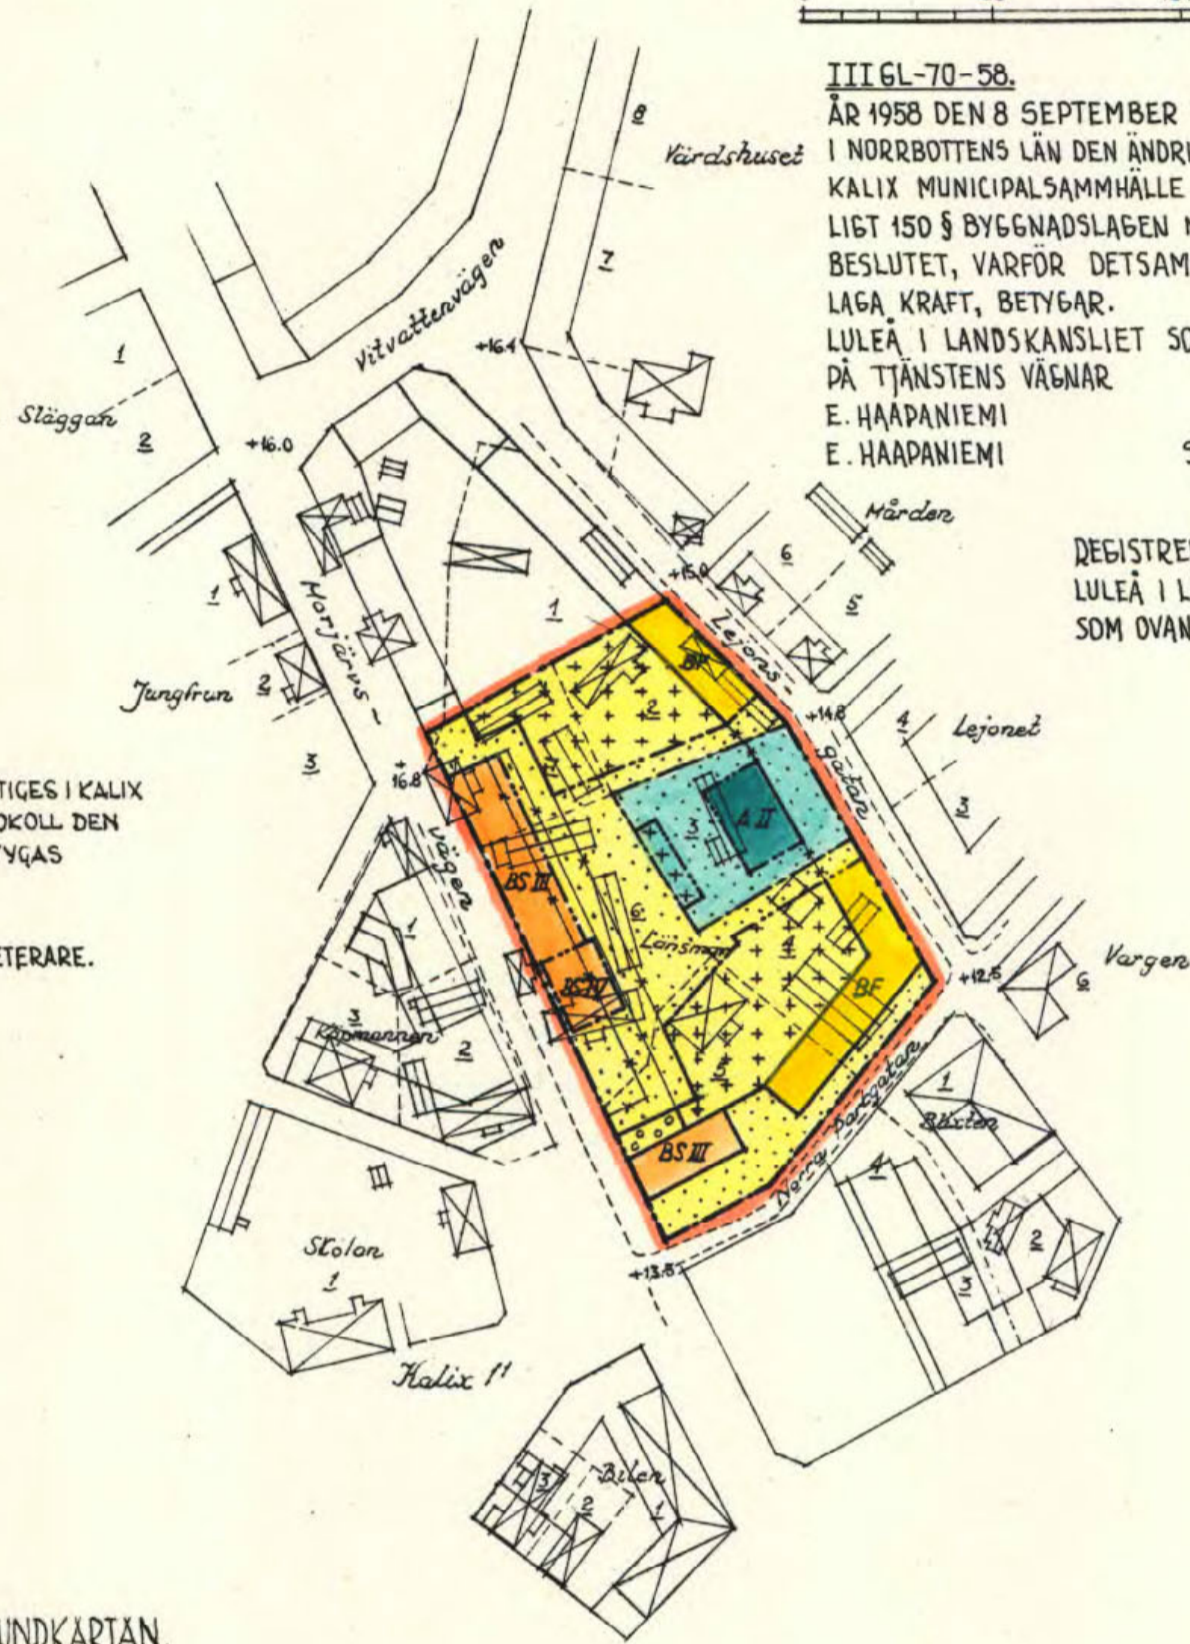 III GL-70-58.
ÅR 1958 DEN 8 SEPTEMBER
I NORRBOTTENS LÄN DEN ÄNDRI
KALIX MUNICIPALSAMMHÄLLE
LIGT 150 § BYGGNADSLAGEN
BESLUTET, VARFÖR DETSAM
LAGA KRAFT, BETYGAR.
LULEÅ I LANDSKANSLIET SO
PÅ TJÄNSTENS VÄGNAR
E. HAAPANIEMI
E. HAAPANIEMI
REGISTRE
LULEÅ I L
SOM OVAN
TIGES I KALIX
OKOLL DEN
YGAS
ETERARE.
8
Värdshuset
7
Vitvattenvägen
+16.4
1
Släggan
2
+16.0
Mården
6
5
+15.0
1
Morjärvs-
1
Lejons-
BF
Jungfrun
2
2
+14.8
4
Lejonet
gatan
3
+
16.8
1
3
A II
3
vägen
BS III
6
Länsman
4
1
Vargen
+12.5
6
BS IV
BF
3
Köpmannen
2
5
1
Norra Parkgatan
BS III
4
2
3
Skolan
1
+13.5
Kalix 1¹
Bilen
3
2
1
UNDKARTAN